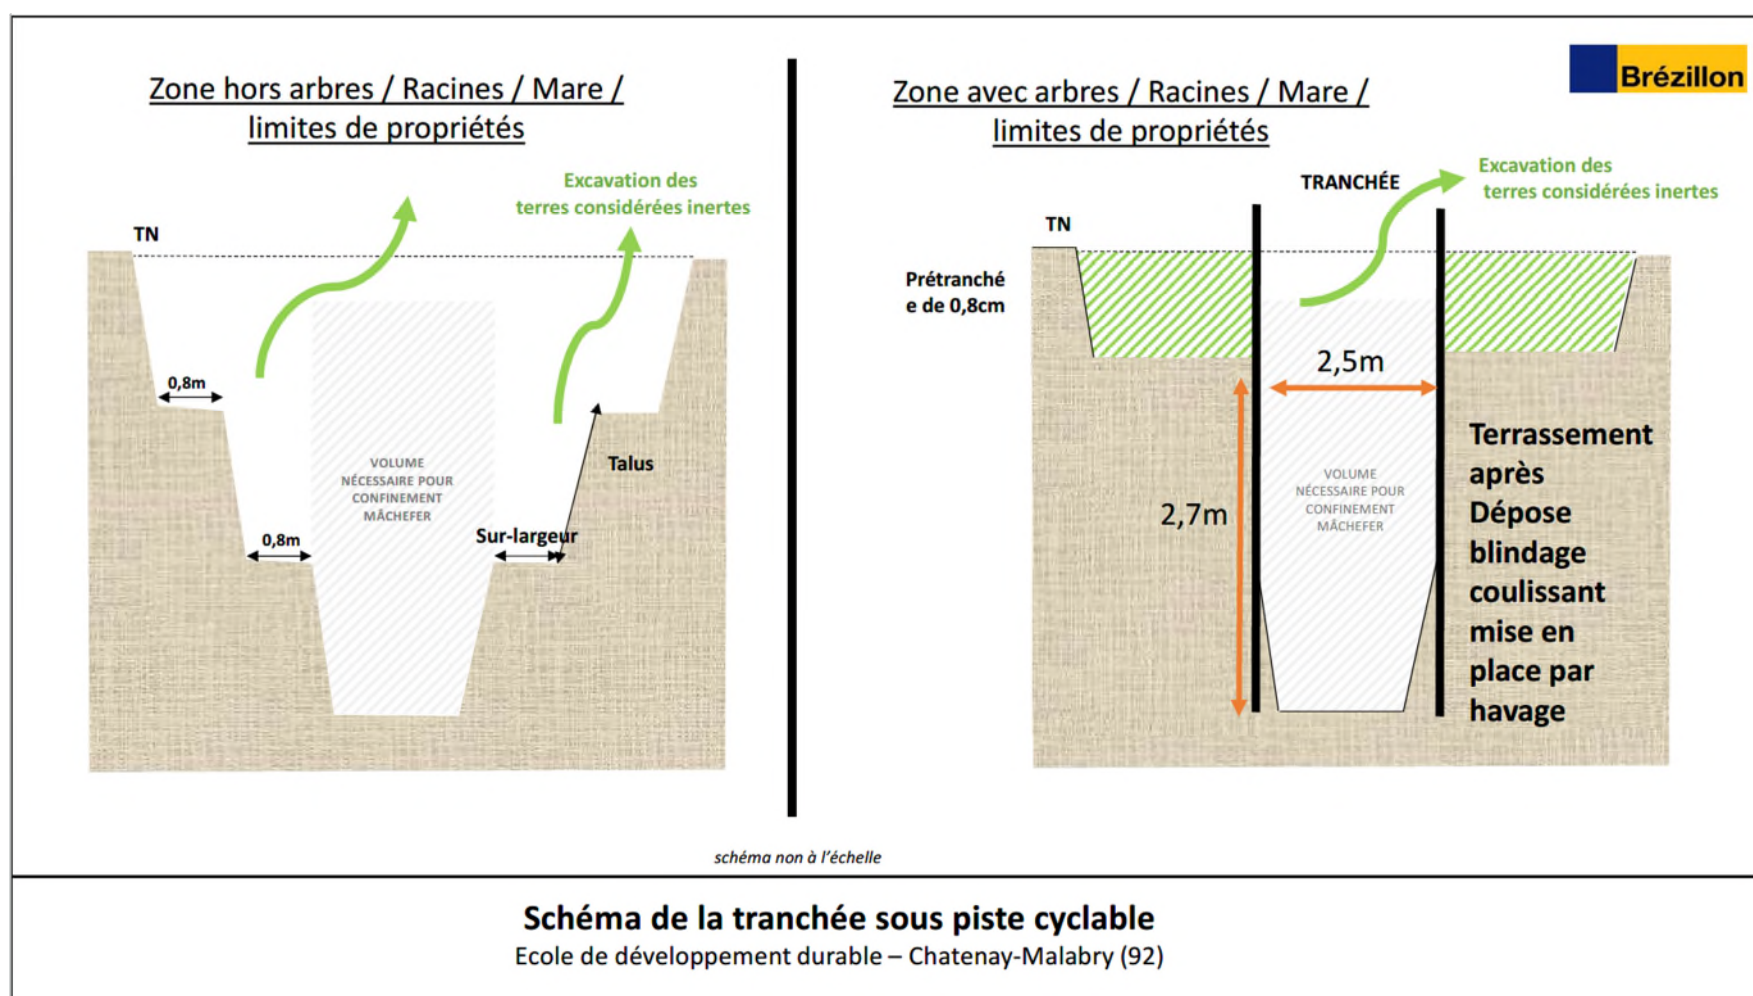 Brézillon
Zone hors arbres / Racines / Mare /
limites de propriétés
Excavation des
terres considérées inertes
TN
0,8m
VOLUME
NÉCESSAIRE POUR
CONFINEMENT
MÂCHEFER
Talus
0,8m
Sur-largeur
Zone avec arbres / Racines / Mare /
limites de propriétés
Excavation des
terres considérées inertes
TRANCHÉE
TN
Prétranché
e de 0,8cm
2,5m
2,7m
VOLUME
NÉCESSAIRE POUR
CONFINEMENT
MÂCHEFER
Terrassement
après
Dépose
blindage
coulissant
mise en
place par
havage
schéma non à l'échelle
Schéma de la tranchée sous piste cyclable
Ecole de développement durable – Chatenay-Malabry (92)